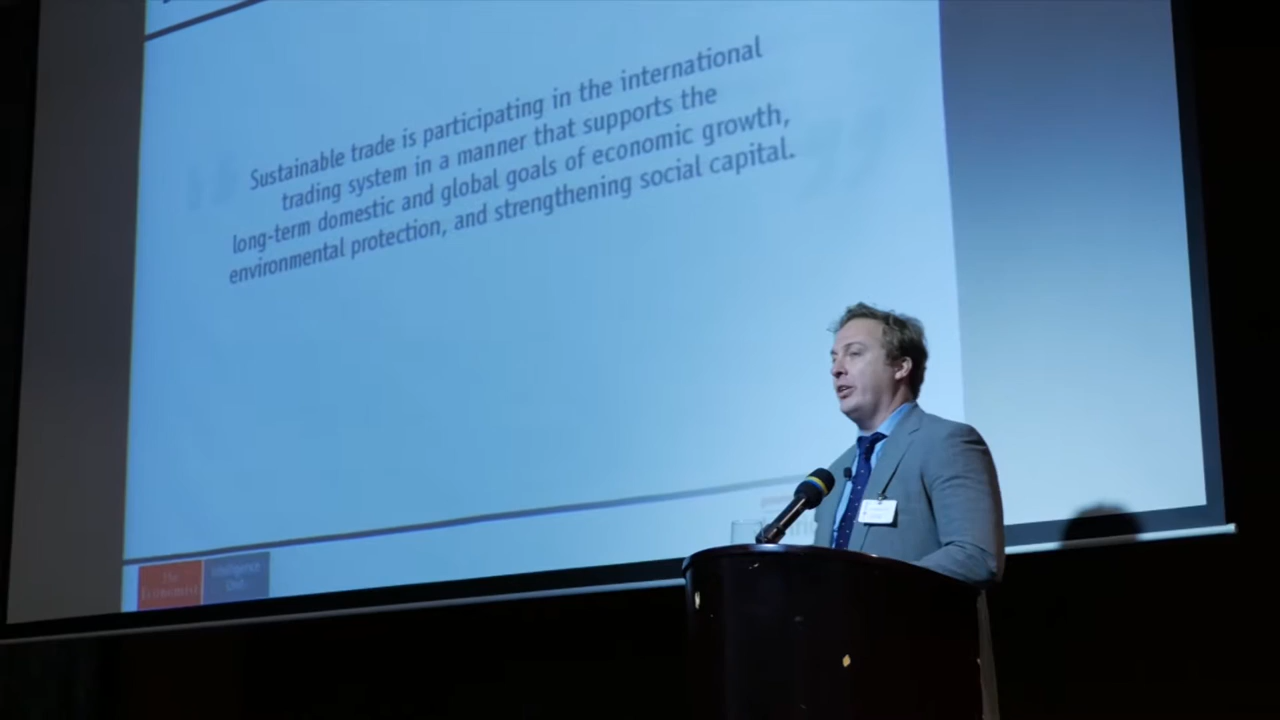 Sustainable trade is participating in the international
trading system in a manner that supports the
long-term domestic and global goals of economic growth,
environmental protection, and strengthening social capital.
The
Economist
Intelligence
Unit